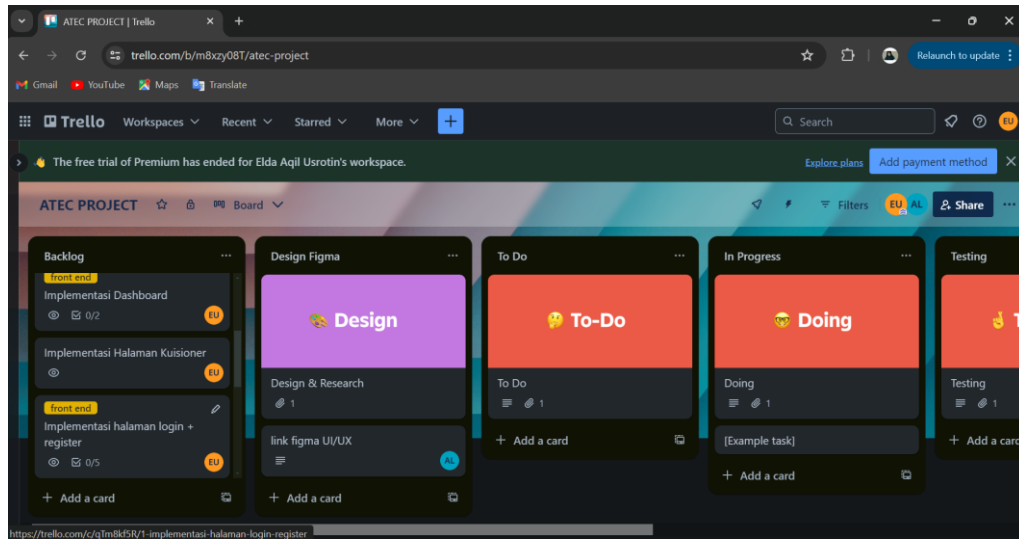 ATEC PROJECT | Trello
trello.com/b/m8xzy08T/atec-project
Relaunch to update
Gmail
YouTube
Maps
Translate
Trello
Workspaces
Recent
Starred
More
Search
EU
The free trial of Premium has ended for Elda Aqil Usrotin's workspace.
Explore plans
Add payment method
ATEC PROJECT
Board
Filters
EU
AL
Share
Backlog
front end
Implementasi Dashboard
0/2
EU
Implementasi Halaman Kuisioner
EU
front end
Implementasi halaman login +
register
0/5
EU
+ Add a card
Design Figma
Design
Design & Research
1
link figma UI/UX
AL
+ Add a card
To Do
To-Do
To Do
1
+ Add a card
In Progress
Doing
Doing
1
[Example task]
+ Add a card
Testing
T
Testing
1
+ Add a card
https://trello.com/c/qTm8kf5R/1-implementasi-halaman-login-register